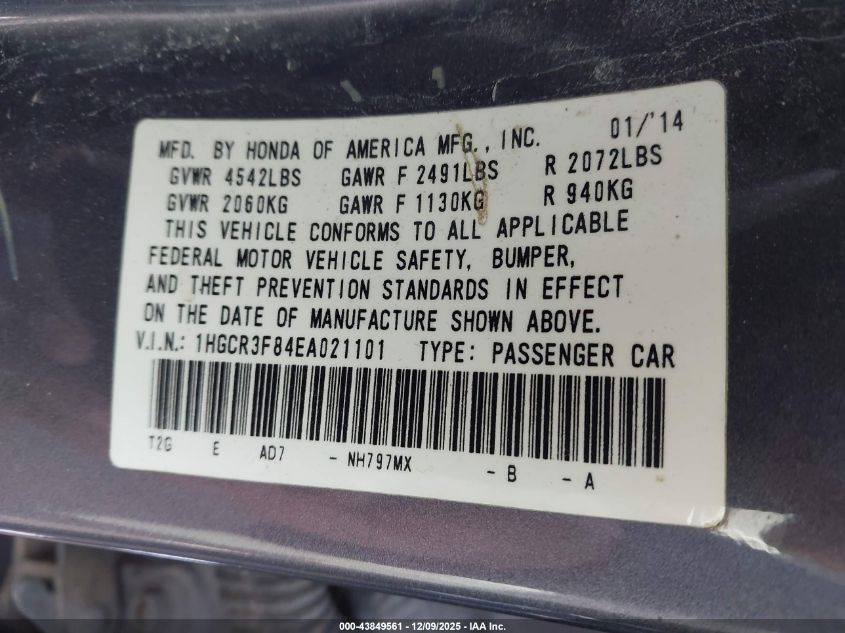 MFD. BY HONDA OF AMERICA MFG., INC. 01/'14
GVWR 4542LBS GAWR F 2491LBS R 2072LBS
GVWR 2060KG GAWR F 1130KG R 940KG
THIS VEHICLE CONFORMS TO ALL APPLICABLE
FEDERAL MOTOR VEHICLE SAFETY, BUMPER,
AND THEFT PREVENTION STANDARDS IN EFFECT
ON THE DATE OF MANUFACTURE SHOWN ABOVE.
V.I.N.: 1HGCR3F84EA021101 TYPE: PASSENGER CAR
T2G E AD7 - NH797MX - B - A
000-43849561 - 12/09/2025 - IAA Inc.